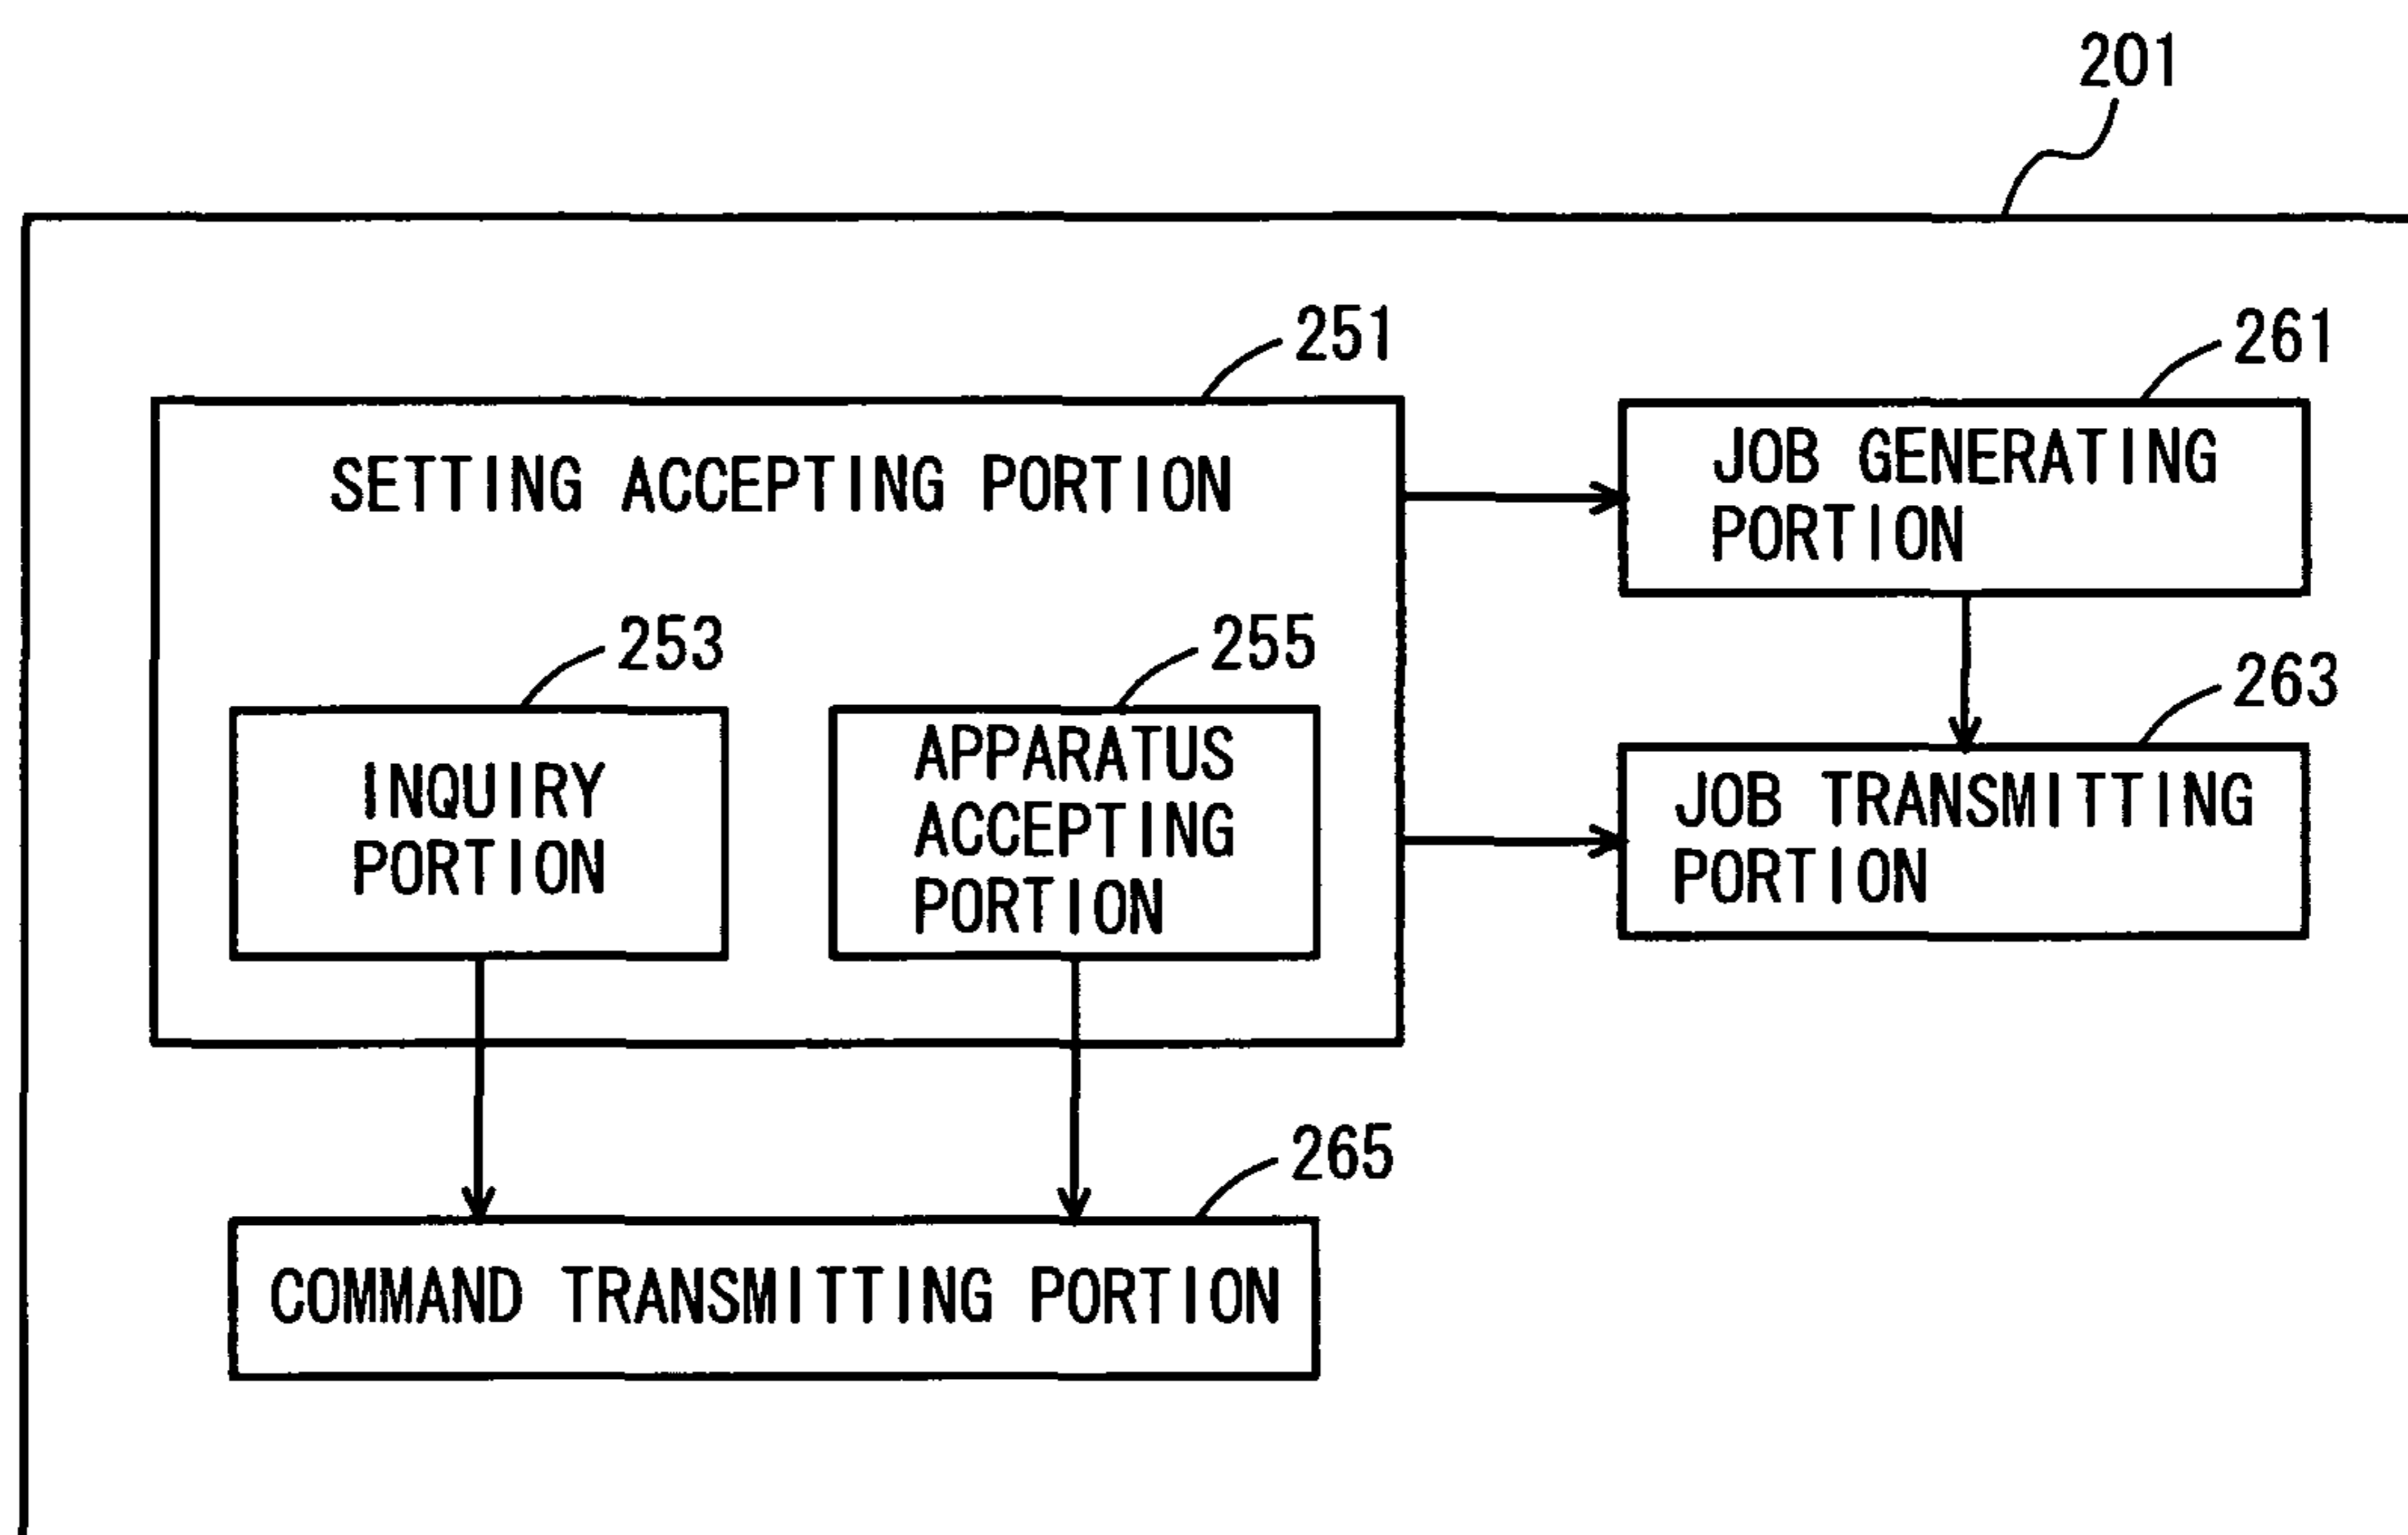 201
251
261
SETTING ACCEPTING PORTION
JOB GENERATING
PORTION
253
255
263
INQUIRY
PORTION
APPARATUS
ACCEPTING
PORTION
JOB TRANSMITTING
PORTION
265
COMMAND TRANSMITTING PORTION